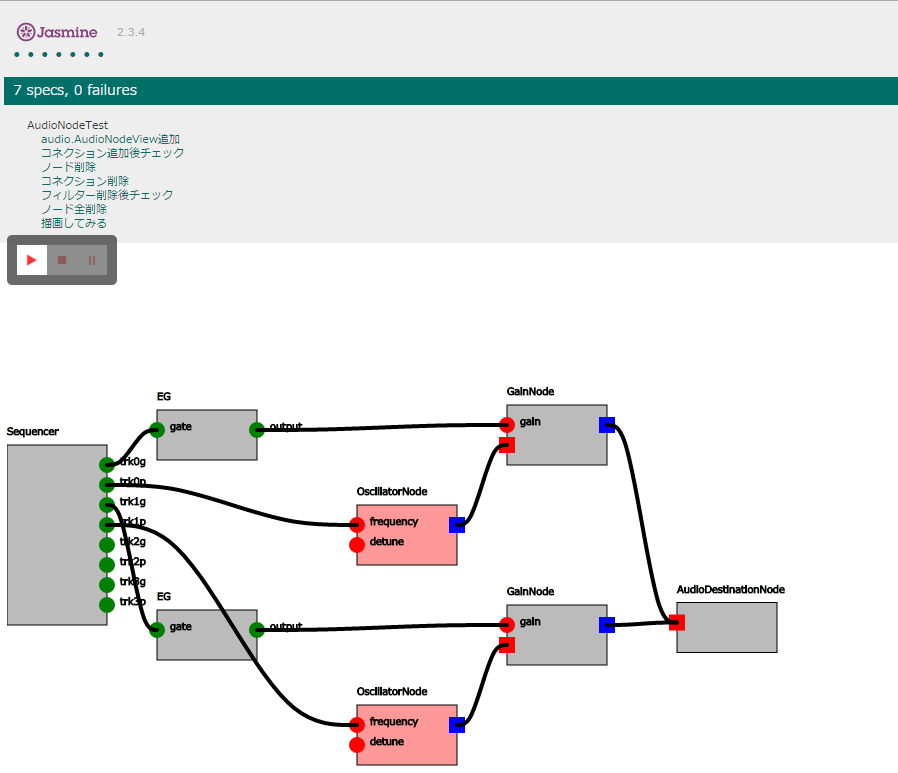 Jasmine 2.3.4
7 specs, 0 failures
AudioNodeTest
audio.AudioNodeView追加
コネクション追加後チェック
ノード削除
コネクション削除
フィルター削除後チェック
ノード全削除
描画してみる
GainNode
EG
gain
gate
output
Sequencer
trk0g
trk0p
trk1g
trk1p
trk2g
trk2p
trk3g
trk3p
OscillatorNode
frequency
detune
EG
gate
output
GainNode
gain
AudioDestinationNode
OscillatorNode
frequency
detune